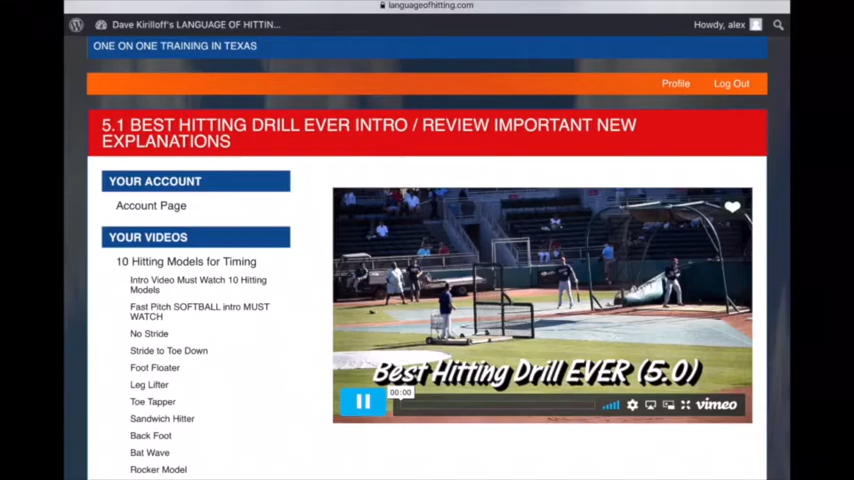 languageofhitting.com
Dave Kirilloff's LANGUAGE OF HITTIN...
Howdy, alex
ONE ON ONE TRAINING IN TEXAS
Profile
Log Out
5.1 BEST HITTING DRILL EVER INTRO / REVIEW IMPORTANT NEW
EXPLANATIONS
YOUR ACCOUNT
Account Page
YOUR VIDEOS
10 Hitting Models for Timing
Intro Video Must Watch 10 Hitting
Models
Fast Pitch SOFTBALL intro MUST
WATCH
No Stride
Stride to Toe Down
Foot Floater
Leg Lifter
Toe Tapper
Sandwich Hitter
Back Foot
Bat Wave
Rocker Model
Best Hitting Drill EVER (5.0)
00:00
vimeo